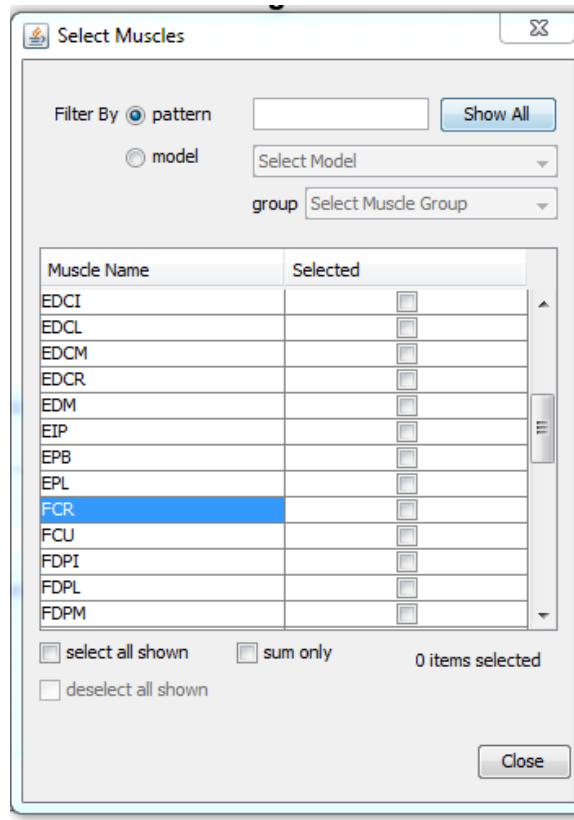 Select Muscles
Filter By pattern Show All
model Select Model
group Select Muscle Group
Muscle Name Selected
EDCI
EDCL
EDCM
EDCR
EDM
EIP
EPB
EPL
FCR
FCU
FDPI
FDPL
FDPM
select all shown sum only 0 items selected
deselect all shown
Close